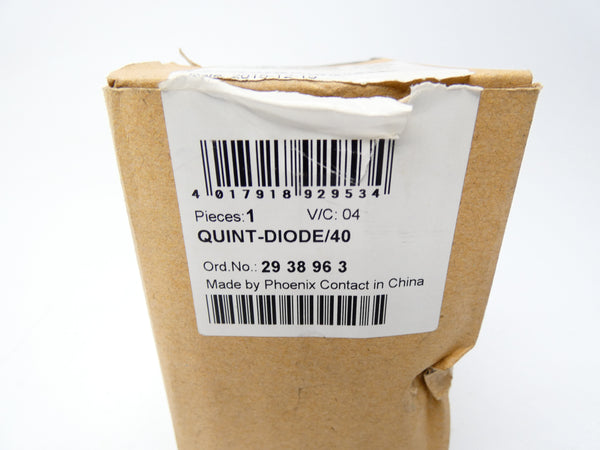 4 017918 929534
Pieces:1 V/C: 04
QUINT-DIODE/40
Ord.No.: 29 38 96 3
Made by Phoenix Contact in China